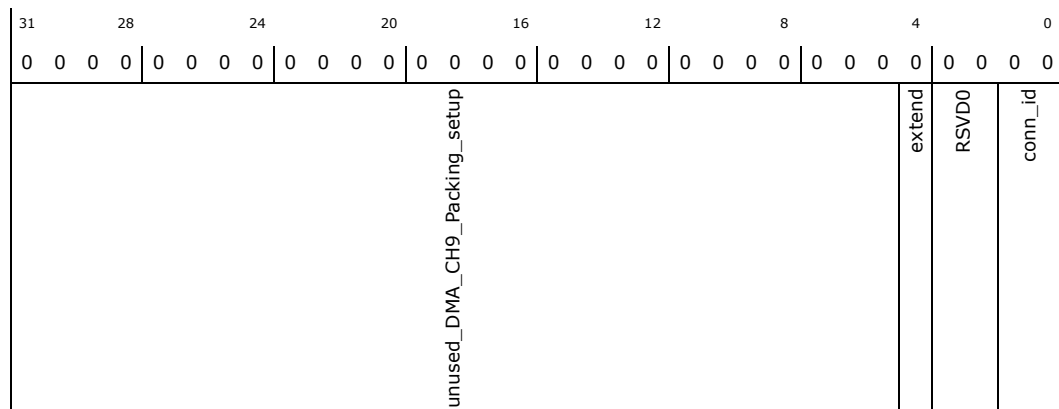 31 28 24 20 16 12 8 4 0
0 0 0 0 0 0 0 0 0 0 0 0 0 0 0 0 0 0 0 0 0 0 0 0 0 0 0 0 0 0 0 0
unused_DMA_CH9_Packing_setup
extend
RSVD0
conn_id